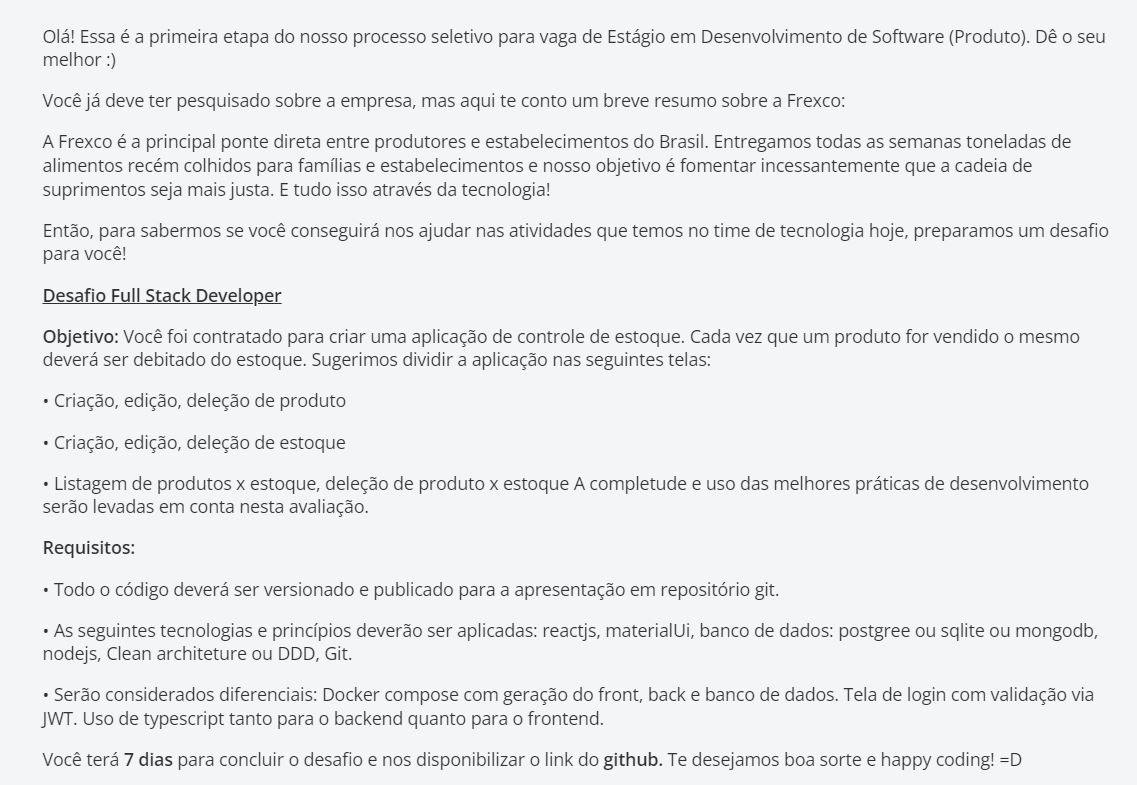 Olá! Essa é a primeira etapa do nosso processo seletivo para vaga de Estágio em Desenvolvimento de Software (Produto). Dê o seu
melhor :)
Você já deve ter pesquisado sobre a empresa, mas aqui te conto um breve resumo sobre a Frexco:
A Frexco é a principal ponte direta entre produtores e estabelecimentos do Brasil. Entregamos todas as semanas toneladas de
alimentos recém colhidos para famílias e estabelecimentos e nosso objetivo é fomentar incessantemente que a cadeia de
suprimentos seja mais justa. E tudo isso através da tecnologia!
Então, para sabermos se você conseguirá nos ajudar nas atividades que temos no time de tecnologia hoje, preparamos um desafio
para você!
Desafio Full Stack Developer
Objetivo: Você foi contratado para criar uma aplicação de controle de estoque. Cada vez que um produto for vendido o mesmo
deverá ser debitado do estoque. Sugerimos dividir a aplicação nas seguintes telas:
• Criação, edição, deleção de produto
• Criação, edição, deleção de estoque
• Listagem de produtos x estoque, deleção de produto x estoque A completude e uso das melhores práticas de desenvolvimento
serão levadas em conta nesta avaliação.
Requisitos:
• Todo o código deverá ser versionado e publicado para a apresentação em repositório git.
• As seguintes tecnologias e princípios deverão ser aplicadas: reactjs, materialUi, banco de dados: postgree ou sqlite ou mongodb,
nodejs, Clean architeture ou DDD, Git.
• Serão considerados diferenciais: Docker compose com geração do front, back e banco de dados. Tela de login com validação via
JWT. Uso de typescript tanto para o backend quanto para o frontend.
Você terá 7 dias para concluir o desafio e nos disponibilizar o link do github. Te desejamos boa sorte e happy coding! =D